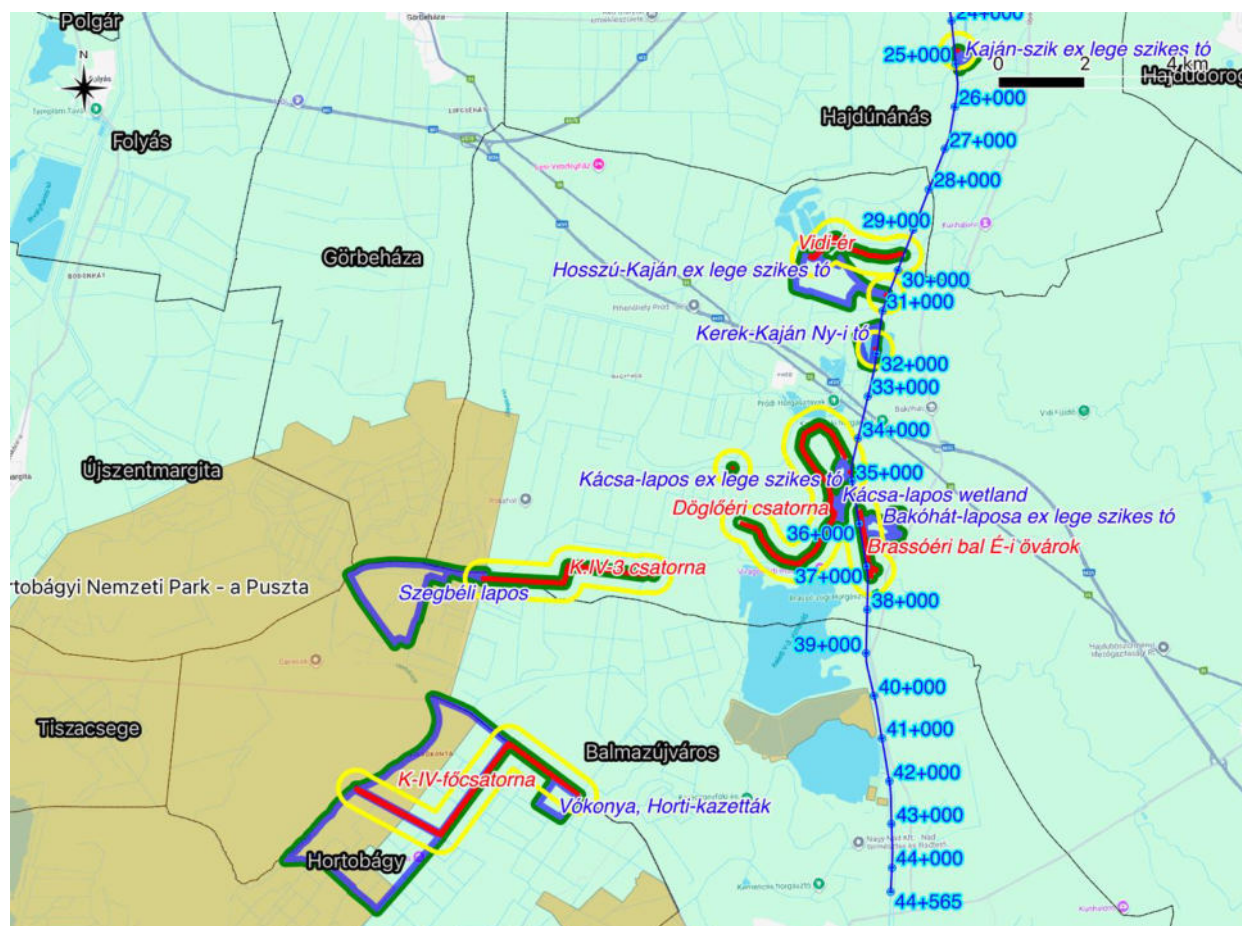 Polgár
Görbeháza
24+000
25+000
Kaján-szik ex lege szikes tó
0 2 4 km
Hajdúdorog
N
26+000
Hajdúnánás
Folyás
27+000
28+000
29+000
Vidi-ér
Görbeháza
Hosszú-Kaján ex lege szikes tó
30+000
31+000
Kerek-Kaján Ny-i tó
32+000
33+000
Bakóhát
34+000
Újszentmargita
35+000
Kácsa-lapos ex lege szikes tó
Kácsa-lapos wetland
Döglőéri csatorna
Bakóhát-laposa ex lege szikes tó
36+000
Brassóéri bal É-i övárok
K.IV-3 csatorna
37+000
tobágyi Nemzeti Park - a Puszta
Szegbéli lapos
38+000
39+000
40+000
Tiszacsege
41+000
Balmazújváros
K-IV-főcsatorna
42+000
Vókonya, Horti-kazetták
43+000
Hortobágy
44+000
44+565